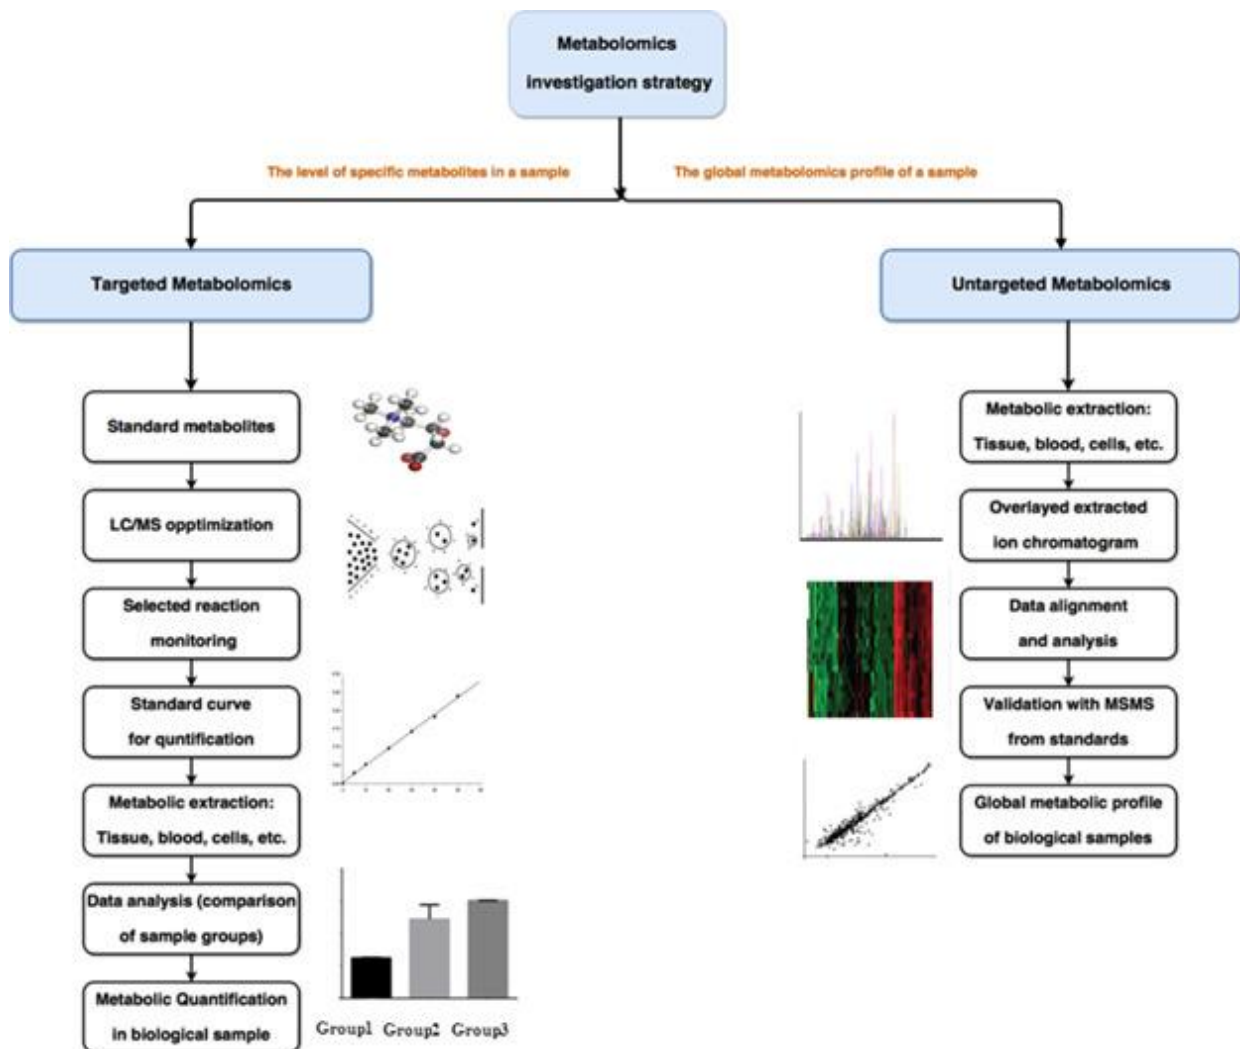 Metabolomics
investigation strategy
The level of specific metabolites in a sample
The global metabolomics profile of a sample
Targeted Metabolomics
Untargeted Metabolomics
Standard metabolites
LC/MS opptimization
Selected reaction
monitoring
Standard curve
for quntification
Metabolic extraction:
Tissue, blood, cells, etc.
Data analysis (comparison
of sample groups)
Metabolic Quantification
in biological sample
Group1 Group2 Group3
Metabolic extraction:
Tissue, blood, cells, etc.
Overlayed extracted
ion chromatogram
Data alignment
and analysis
Validation with MSMS
from standards
Global metabolic profile
of biological samples